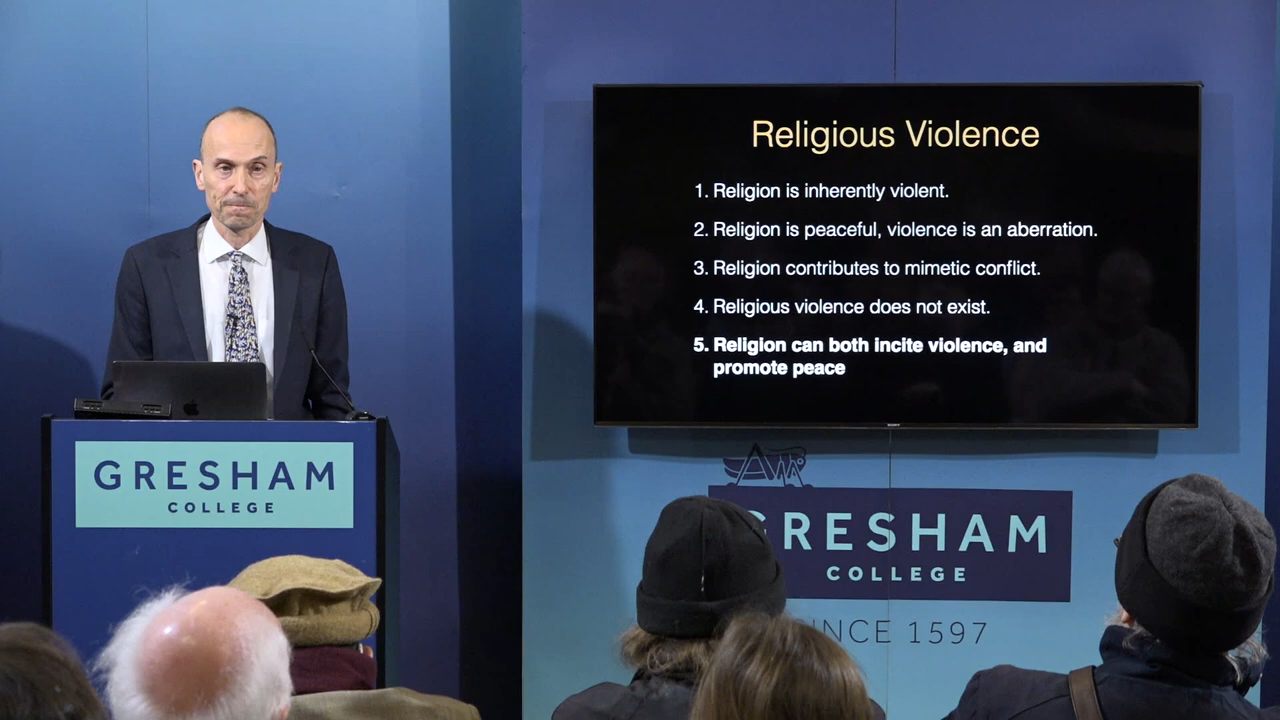 Religious Violence
1. Religion is inherently violent.
2. Religion is peaceful, violence is an aberration.
3. Religion contributes to mimetic conflict.
4. Religious violence does not exist.
5. Religion can both incite violence, and
promote peace
SONY
GRESHAM
COLLEGE
GRESHAM
COLLEGE
SINCE 1597